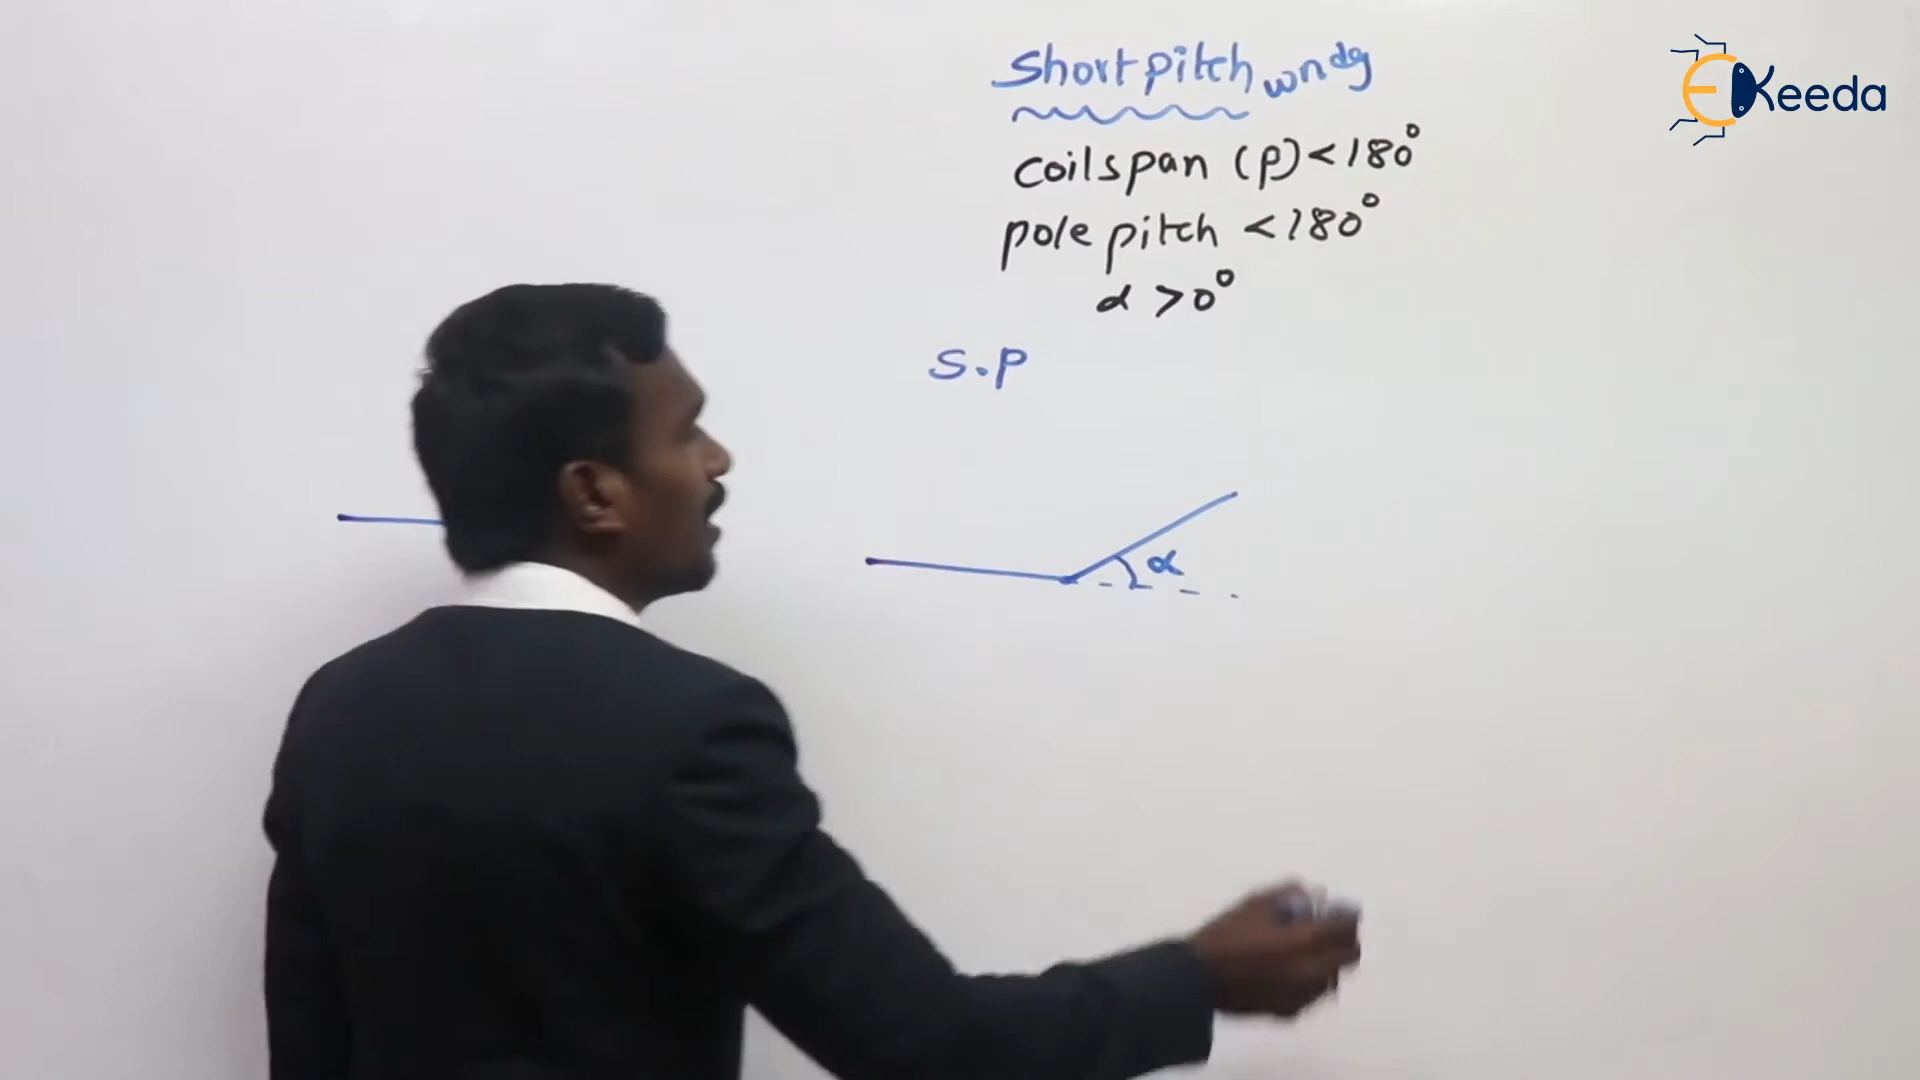 Short pitch wndg
EKeeda
coil span (p) < 180°
pole pitch < 180°
α > 0°
S.P
α